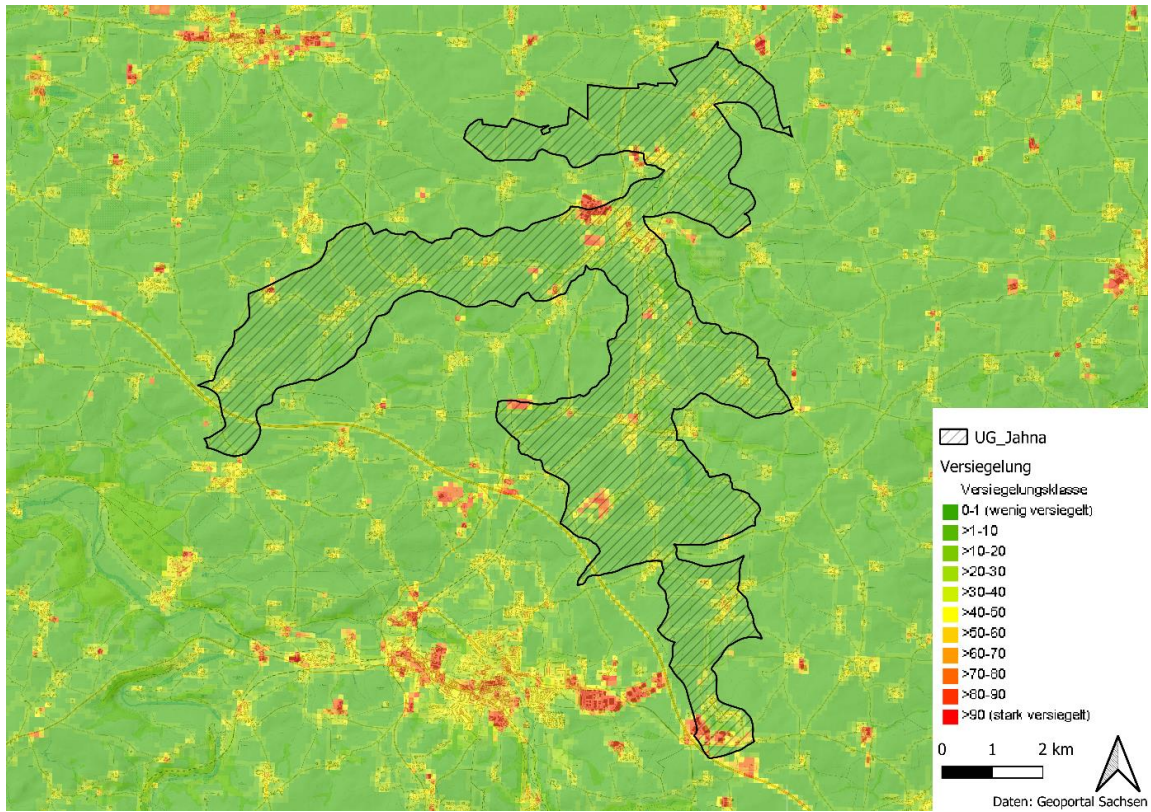 UG_Jahna
Versiegelung
Versiegelungsklasse
0-1 (wenig versiegelt)
>1-10
>10-20
>20-30
>30-40
>40-50
>50-60
>60-70
>70-80
>80-90
>90 (stark versiegelt)
0 1 2 km
Daten: Geoportal Sachsen